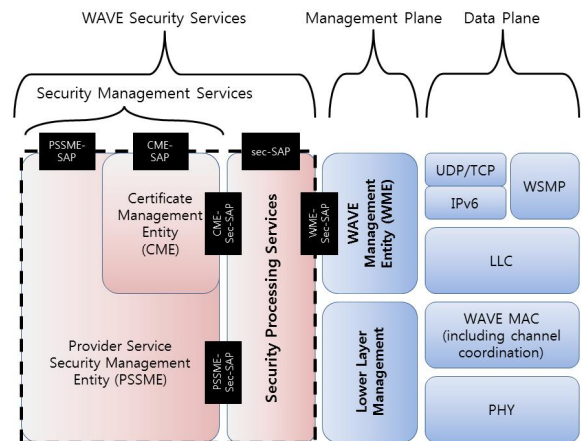 WAVE Security Services
Management Plane
Data Plane
Security Management Services
PSSME-
SAP
CME-
SAP
sec-SAP
Certificate
Management
Entity
(CME)
CME-
Sec-SAP
Provider Service
Security Management
Entity (PSSME)
PSSME-
Sec-SAP
Security Processing Services
WME-
Sec-SAP
WAVE
Management
Entity (WME)
Lower Layer
Management
UDP/TCP
IPv6
WSMP
LLC
WAVE MAC
(including channel
coordination)
PHY